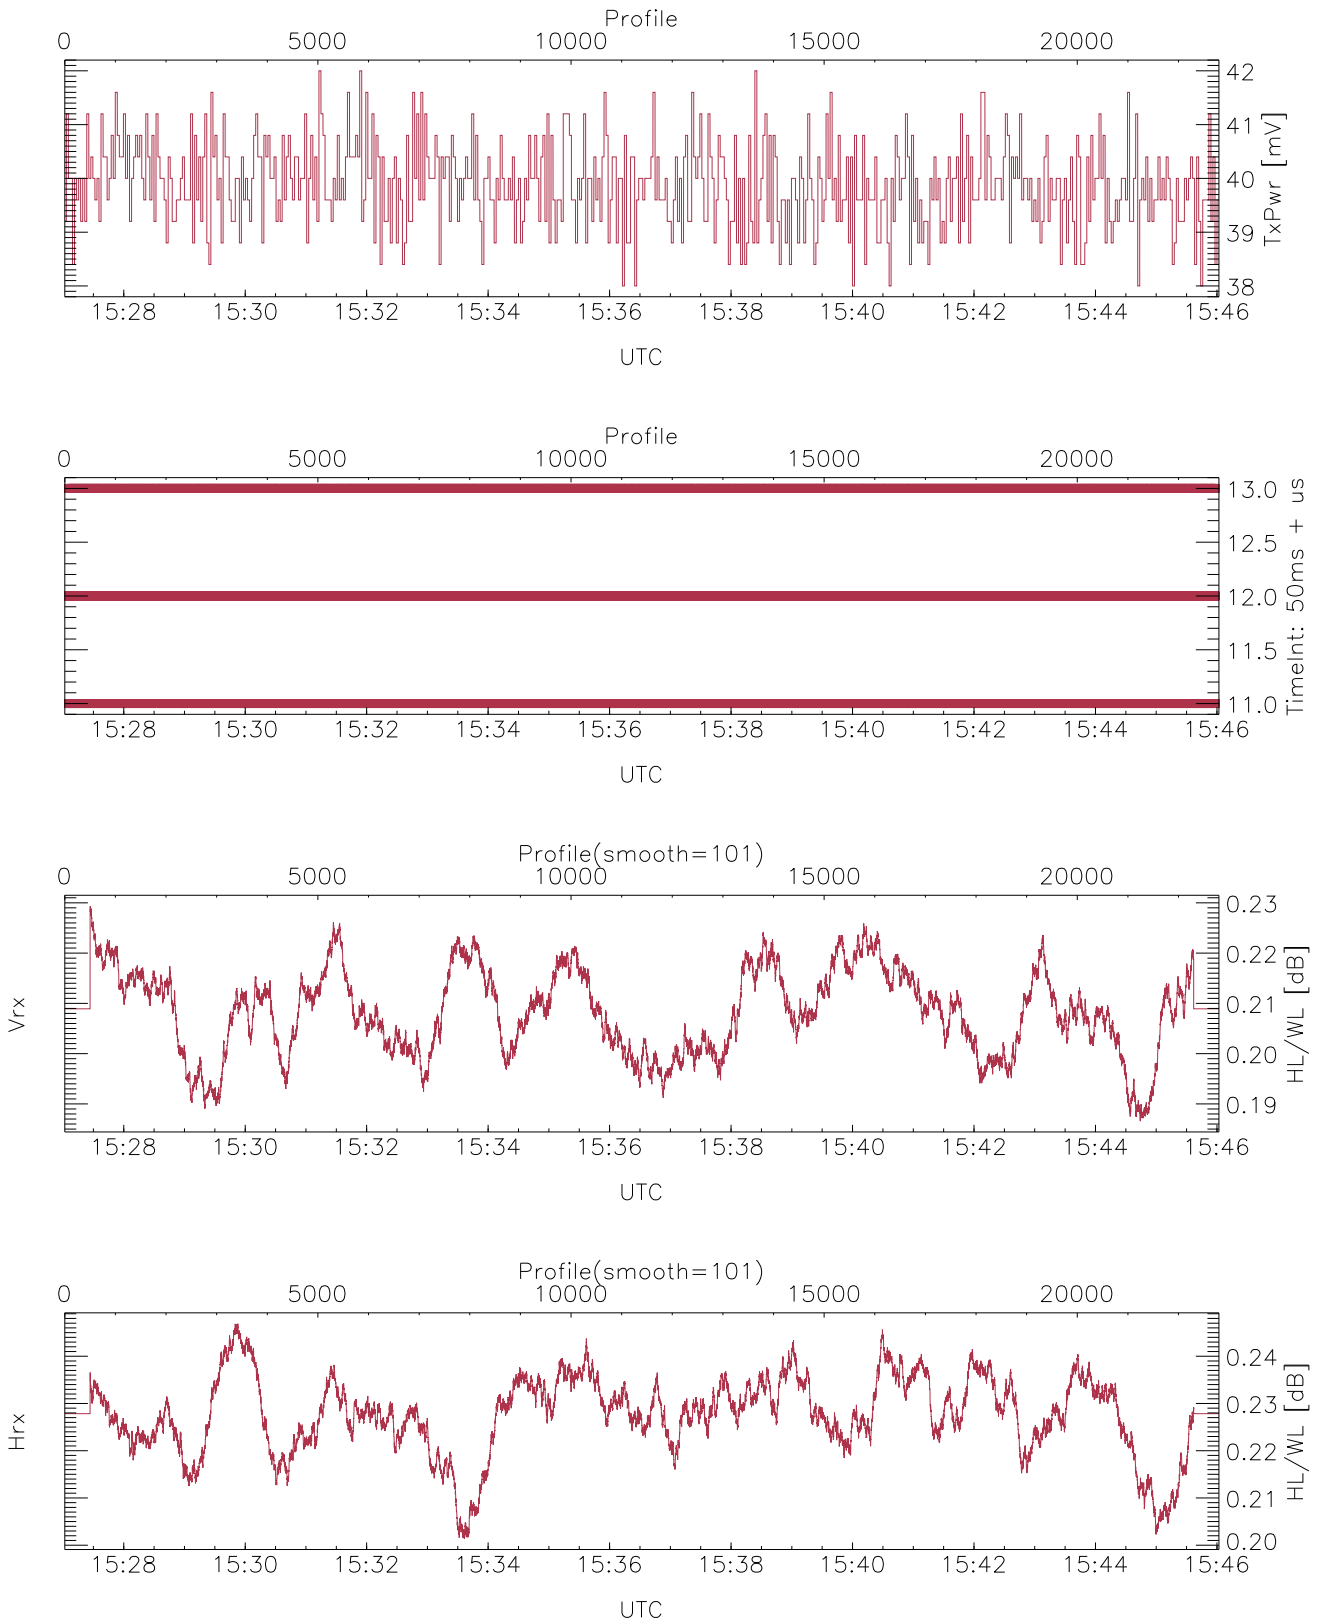 Profile
0 5000 10000 15000 20000
42
41
40
39
38
TxPwr [mV]
15:28 15:30 15:32 15:34 15:36 15:38 15:40 15:42 15:44 15:46
UTC
Profile
0 5000 10000 15000 20000
13.0
12.5
12.0
11.5
11.0
TimeInt: 50ms + us
15:28 15:30 15:32 15:34 15:36 15:38 15:40 15:42 15:44 15:46
UTC
Profile(smooth=101)
0 5000 10000 15000 20000
Vrx
0.23
0.22
0.21
0.20
0.19
HL/WL [dB]
15:28 15:30 15:32 15:34 15:36 15:38 15:40 15:42 15:44 15:46
UTC
Profile(smooth=101)
0 5000 10000 15000 20000
Hrx
0.24
0.23
0.22
0.21
0.20
HL/WL [dB]
15:28 15:30 15:32 15:34 15:36 15:38 15:40 15:42 15:44 15:46
UTC